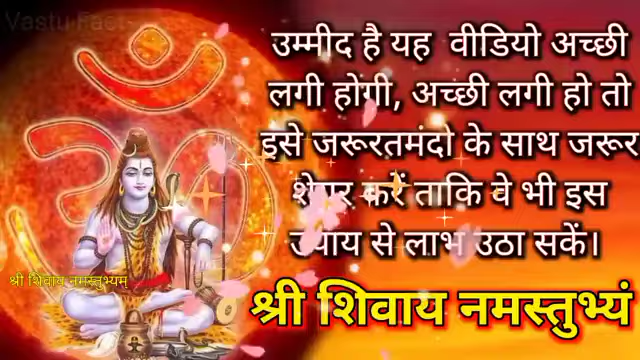 Vastu Fact
उम्मीद है यह वीडियो अच्छी
लगी होगी, अच्छी लगी हो तो
इसे जरूरतमंदो के साथ जरूर
शेयर करें ताकि वे भी इस
उपाय से लाभ उठा सकें।
श्री शिवाय नमस्तुभ्यम्
श्री शिवाय नमस्तुभ्यं